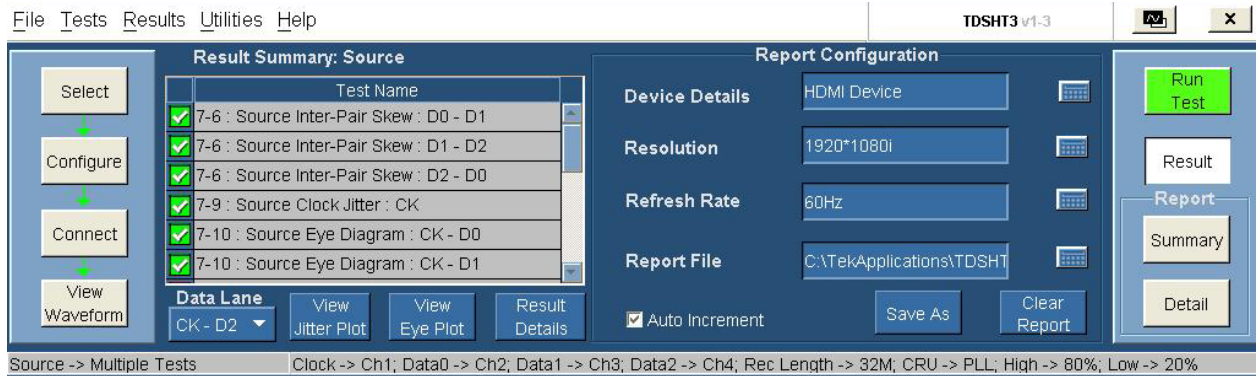 File Tests Results Utilities Help
TDSHT3 v1-3
x
Select
Configure
Connect
View
Waveform
Result Summary: Source
Test Name
7-6 : Source Inter-Pair Skew : D0 - D1
7-6 : Source Inter-Pair Skew : D1 - D2
7-6 : Source Inter-Pair Skew : D2 - D0
7-9 : Source Clock Jitter : CK
7-10 : Source Eye Diagram : CK - D0
7-10 : Source Eye Diagram : CK - D1
Data Lane
CK - D2
View
Jitter Plot
View
Eye Plot
Result
Details
Report Configuration
Device Details
HDMI Device
Resolution
1920*1080i
Refresh Rate
60Hz
Report File
C:\TekApplications\TDSHT
Auto Increment
Save As
Clear
Report
Run
Test
Result
Report
Summary
Detail
Source -> Multiple Tests
Clock -> Ch1; Data0 -> Ch2; Data1 -> Ch3; Data2 -> Ch4; Rec Length -> 32M; CRU -> PLL; High -> 80%; Low -> 20%